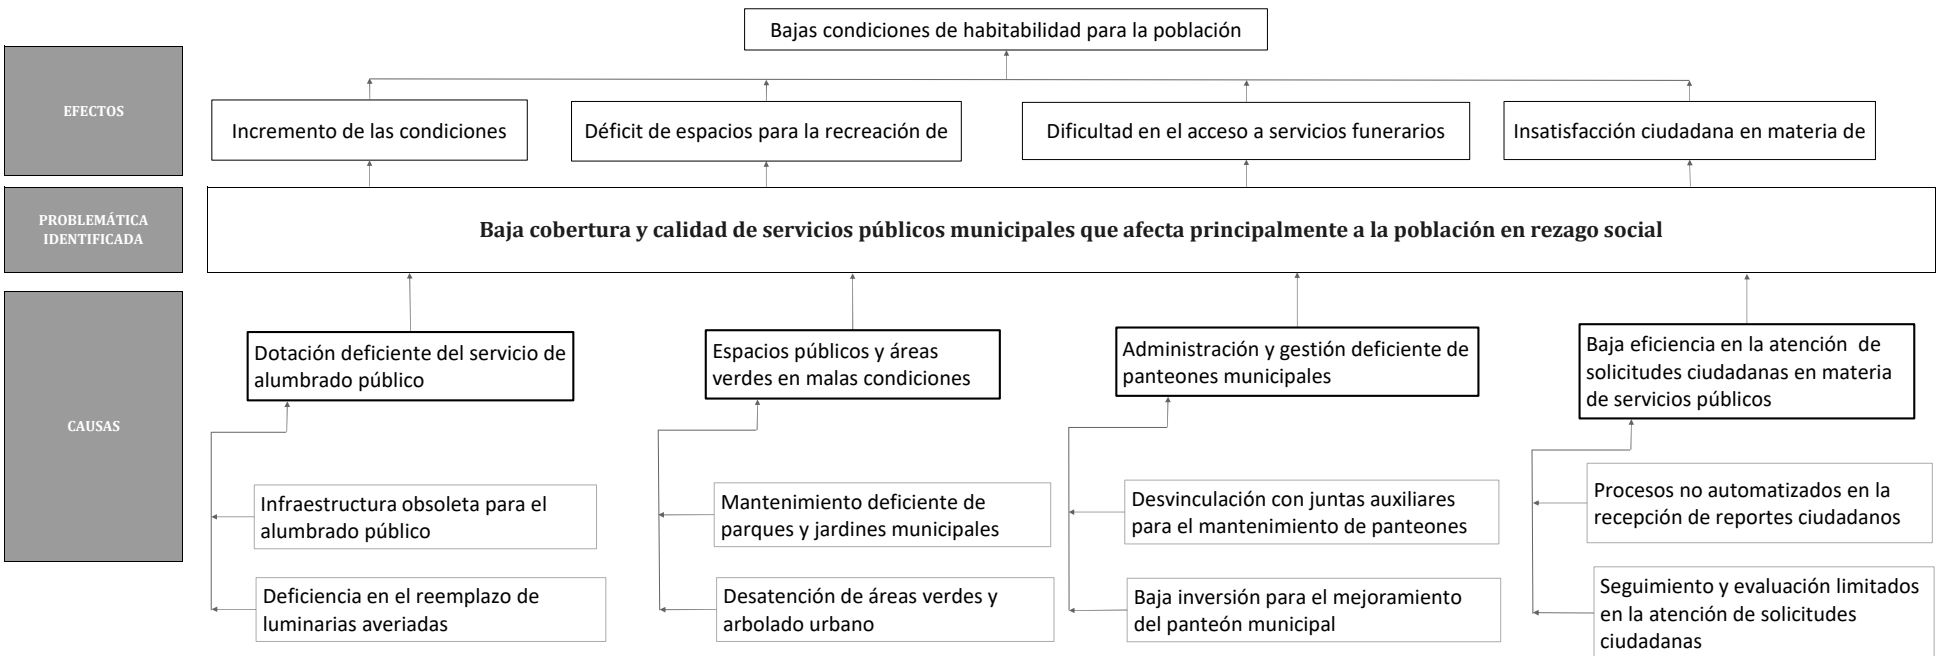 Bajas condiciones de habitabilidad para la población
EFECTOS
Incremento de las condiciones
Déficit de espacios para la recreación de
Dificultad en el acceso a servicios funerarios
Insatisfacción ciudadana en materia de
PROBLEMÁTICA
IDENTIFICADA
Baja cobertura y calidad de servicios públicos municipales que afecta principalmente a la población en rezago social
CAUSAS
Dotación deficiente del servicio de
alumbrado público
Espacios públicos y áreas
verdes en malas condiciones
Administración y gestión deficiente de
panteones municipales
Baja eficiencia en la atención de
solicitudes ciudadanas en materia
de servicios públicos
Infraestructura obsoleta para el
alumbrado público
Mantenimiento deficiente de
parques y jardines municipales
Desvinculación con juntas auxiliares
para el mantenimiento de panteones
Procesos no automatizados en la
recepción de reportes ciudadanos
Deficiencia en el reemplazo de
luminarias averiadas
Desatención de áreas verdes y
arbolado urbano
Baja inversión para el mejoramiento
del panteón municipal
Seguimiento y evaluación limitados
en la atención de solicitudes
ciudadanas